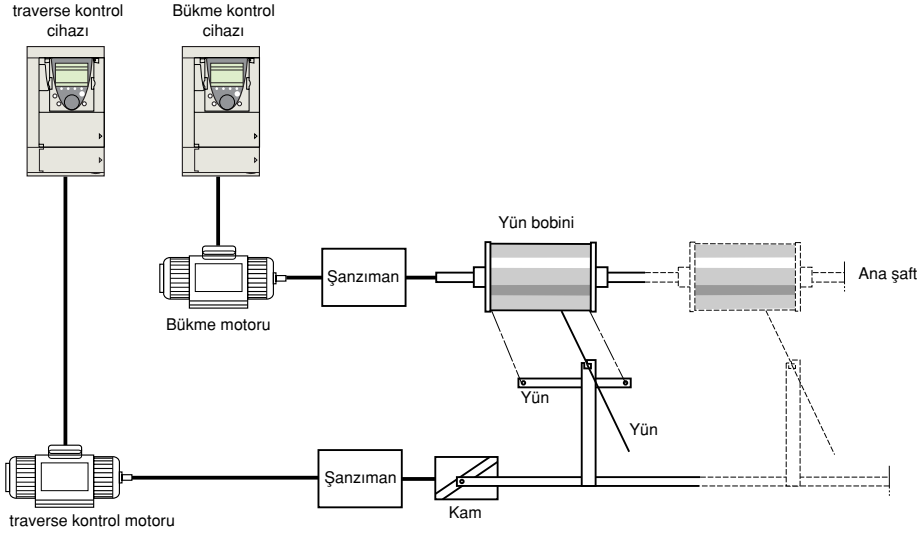 traverse kontrol
cihazı
Bükme kontrol
cihazı
Yün bobini
Ana şaft
Şanzıman
Bükme motoru
Yün
Yün
Şanzıman
Kam
traverse kontrol motoru